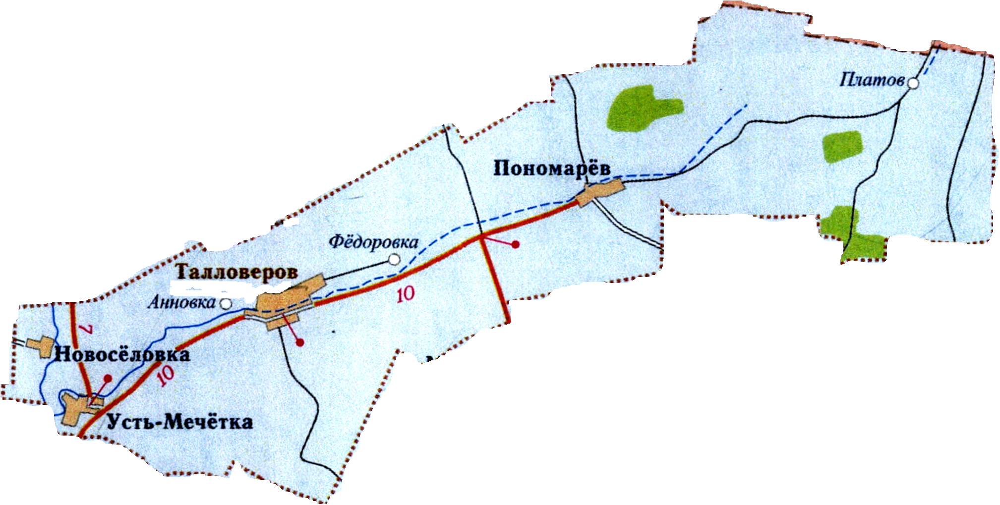 Платов
Пономарёв
Фёдоровка
Талловеров
10
Анновка
7
Новосёловка
10
Усть-Мечётка